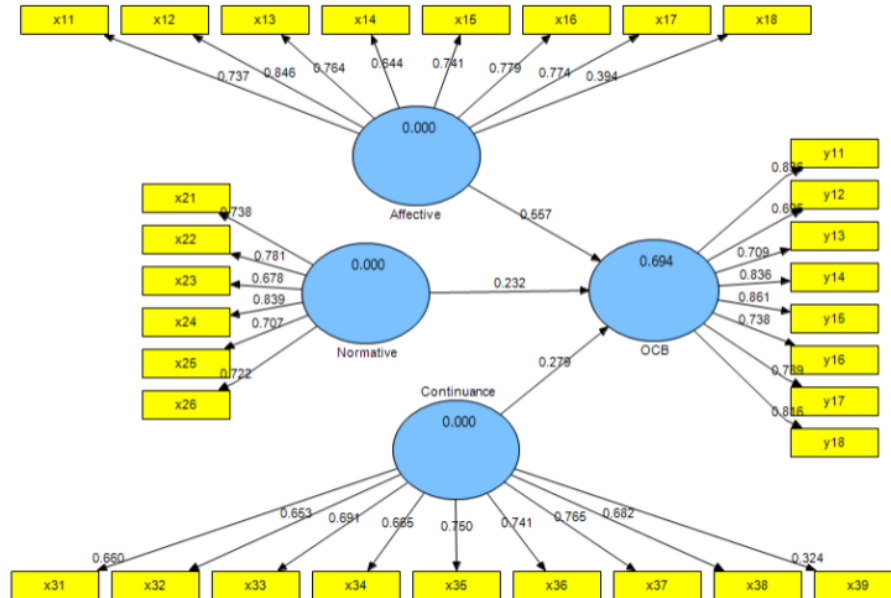 x11 x12 x13 x14 x15 x16 x17 x18
0.737 0.846 0.764 0.644 0.741 0.779 0.774 0.394
0.000
Affective
0.557
x21 0.738
x22 0.781
x23 0.678
x24 0.839
x25 0.707
x26 0.722
0.000
Normative
0.232
0.694
OCB
y11
y12
0.709 y13
0.836 y14
0.861 y15
0.738 y16
0.789 y17
0.816 y18
0.279
Continuance
0.000
0.660 0.653 0.691 0.665 0.750 0.741 0.765 0.682 0.324
x31 x32 x33 x34 x35 x36 x37 x38 x39